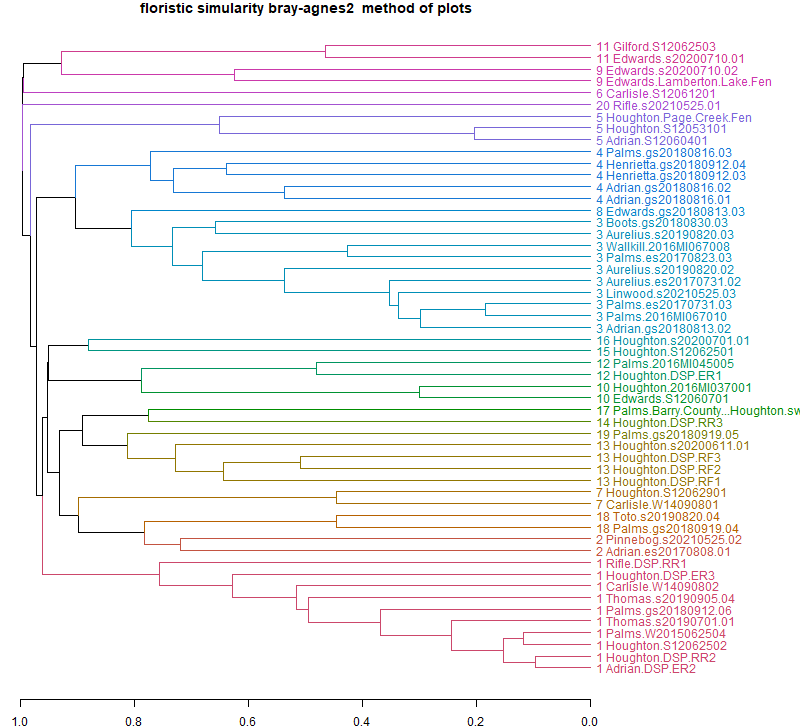 floristic simularity bray-agnes2  method of plots
11 Gilford.S12062503
11 Edwards.s20200710.01
9 Edwards.s20200710.02
9 Edwards.Lamberton.Lake.Fen
6 Carlisle.S12061201
20 Rifle.s20210525.01
5 Houghton.Page.Creek.Fen
5 Houghton.S12053101
5 Adrian.S12060401
4 Palms.gs20180816.03
4 Henrietta.gs20180912.04
4 Henrietta.gs20180912.03
4 Adrian.gs20180816.02
4 Adrian.gs20180816.01
8 Edwards.gs20180813.03
3 Boots.gs20180830.03
3 Aurelius.s20190820.03
3 Wallkill.2016MI067008
3 Palms.es20170823.03
3 Aurelius.s20190820.02
3 Aurelius.es20170731.02
3 Linwood.s20210525.03
3 Palms.es20170731.03
3 Palms.2016MI067010
3 Adrian.gs20180813.02
16 Houghton.s20200701.01
15 Houghton.S12062501
12 Palms.2016MI045005
12 Houghton.DSP.ER1
10 Houghton.2016MI037001
10 Edwards.S12060701
17 Palms.Barry.County...Houghton.sw
14 Houghton.DSP.RR3
19 Palms.gs20180919.05
13 Houghton.s20200611.01
13 Houghton.DSP.RF3
13 Houghton.DSP.RF2
13 Houghton.DSP.RF1
7 Houghton.S12062901
7 Carlisle.W14090801
18 Toto.s20190820.04
18 Palms.gs20180919.04
2 Pinnebog.s20210525.02
2 Adrian.es20170808.01
1 Rifle.DSP.RR1
1 Houghton.DSP.ER3
1 Carlisle.W14090802
1 Thomas.s20190905.04
1 Palms.gs20180912.06
1 Thomas.s20190701.01
1 Palms.W2015062504
1 Houghton.S12062502
1 Houghton.DSP.RR2
1 Adrian.DSP.ER2
1.0 0.8 0.6 0.4 0.2 0.0